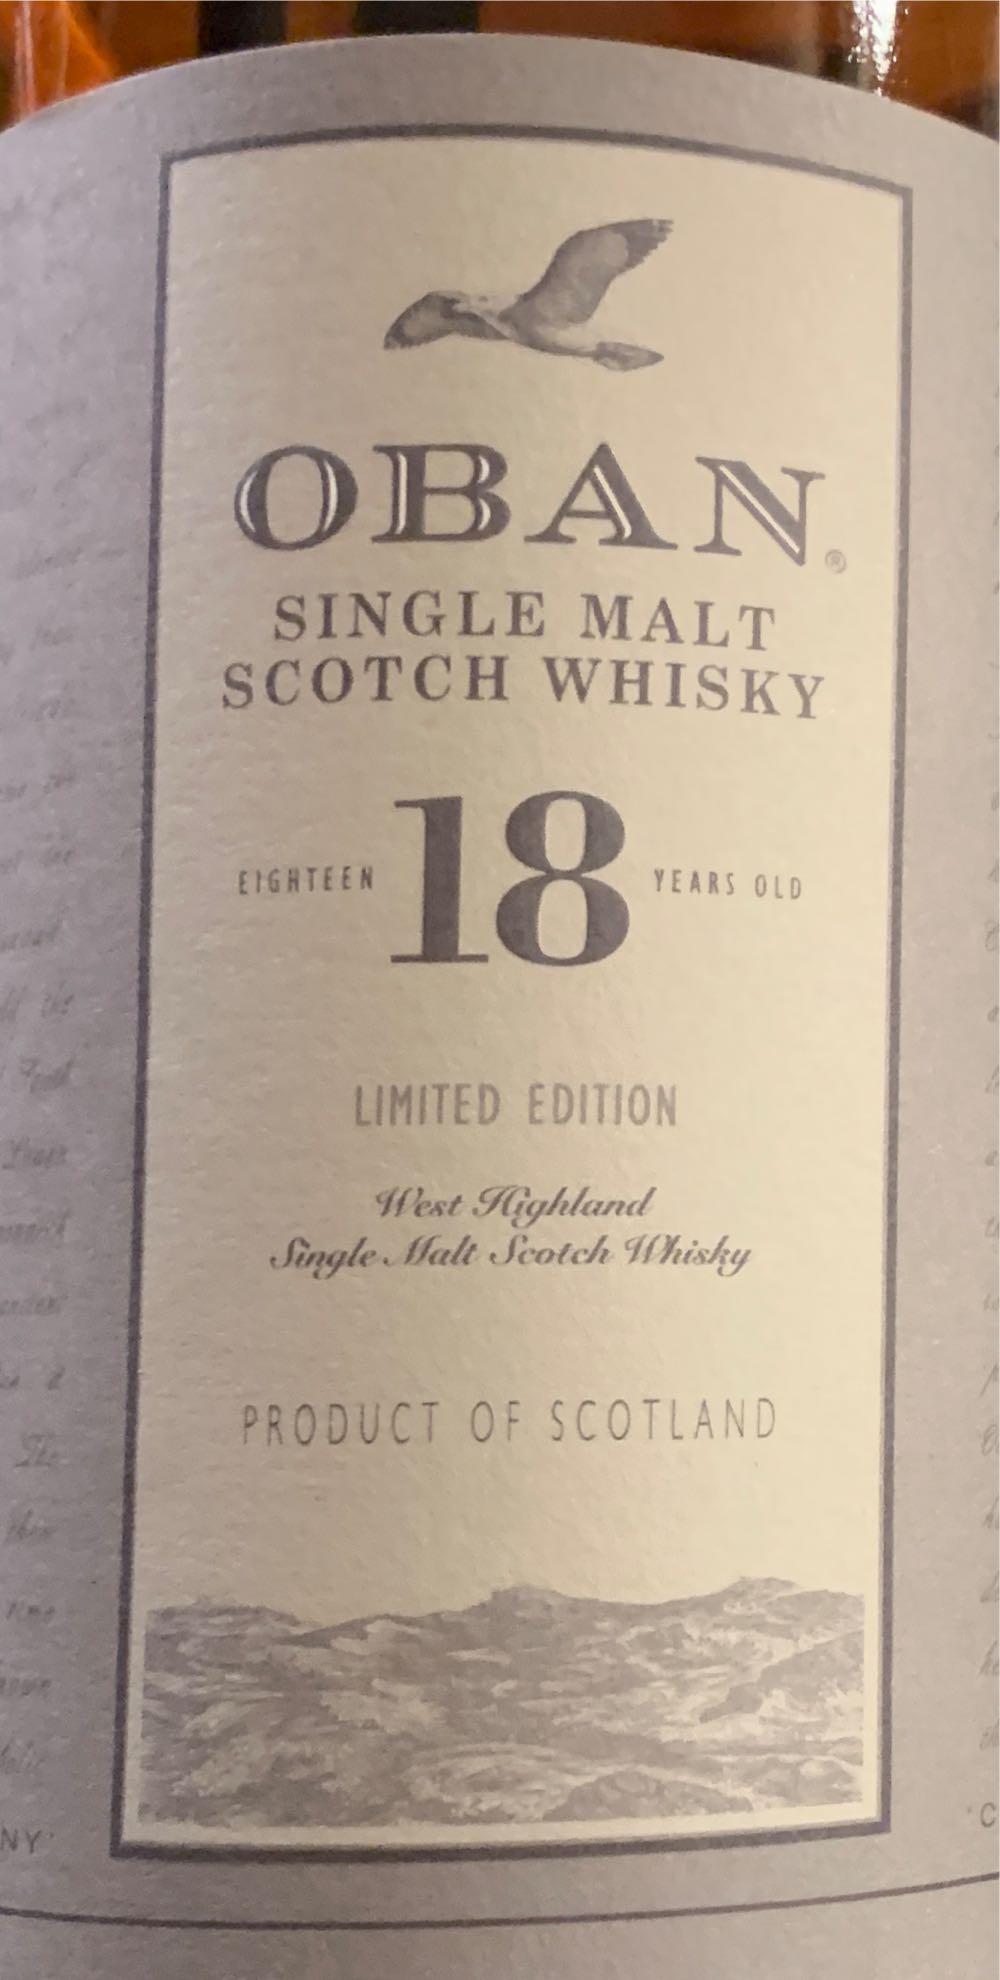 OBAN®
SINGLE MALT
SCOTCH WHISKY
EIGHTEEN 18 YEARS OLD
LIMITED EDITION
West Highland
Single Malt Scotch Whisky
PRODUCT OF SCOTLAND